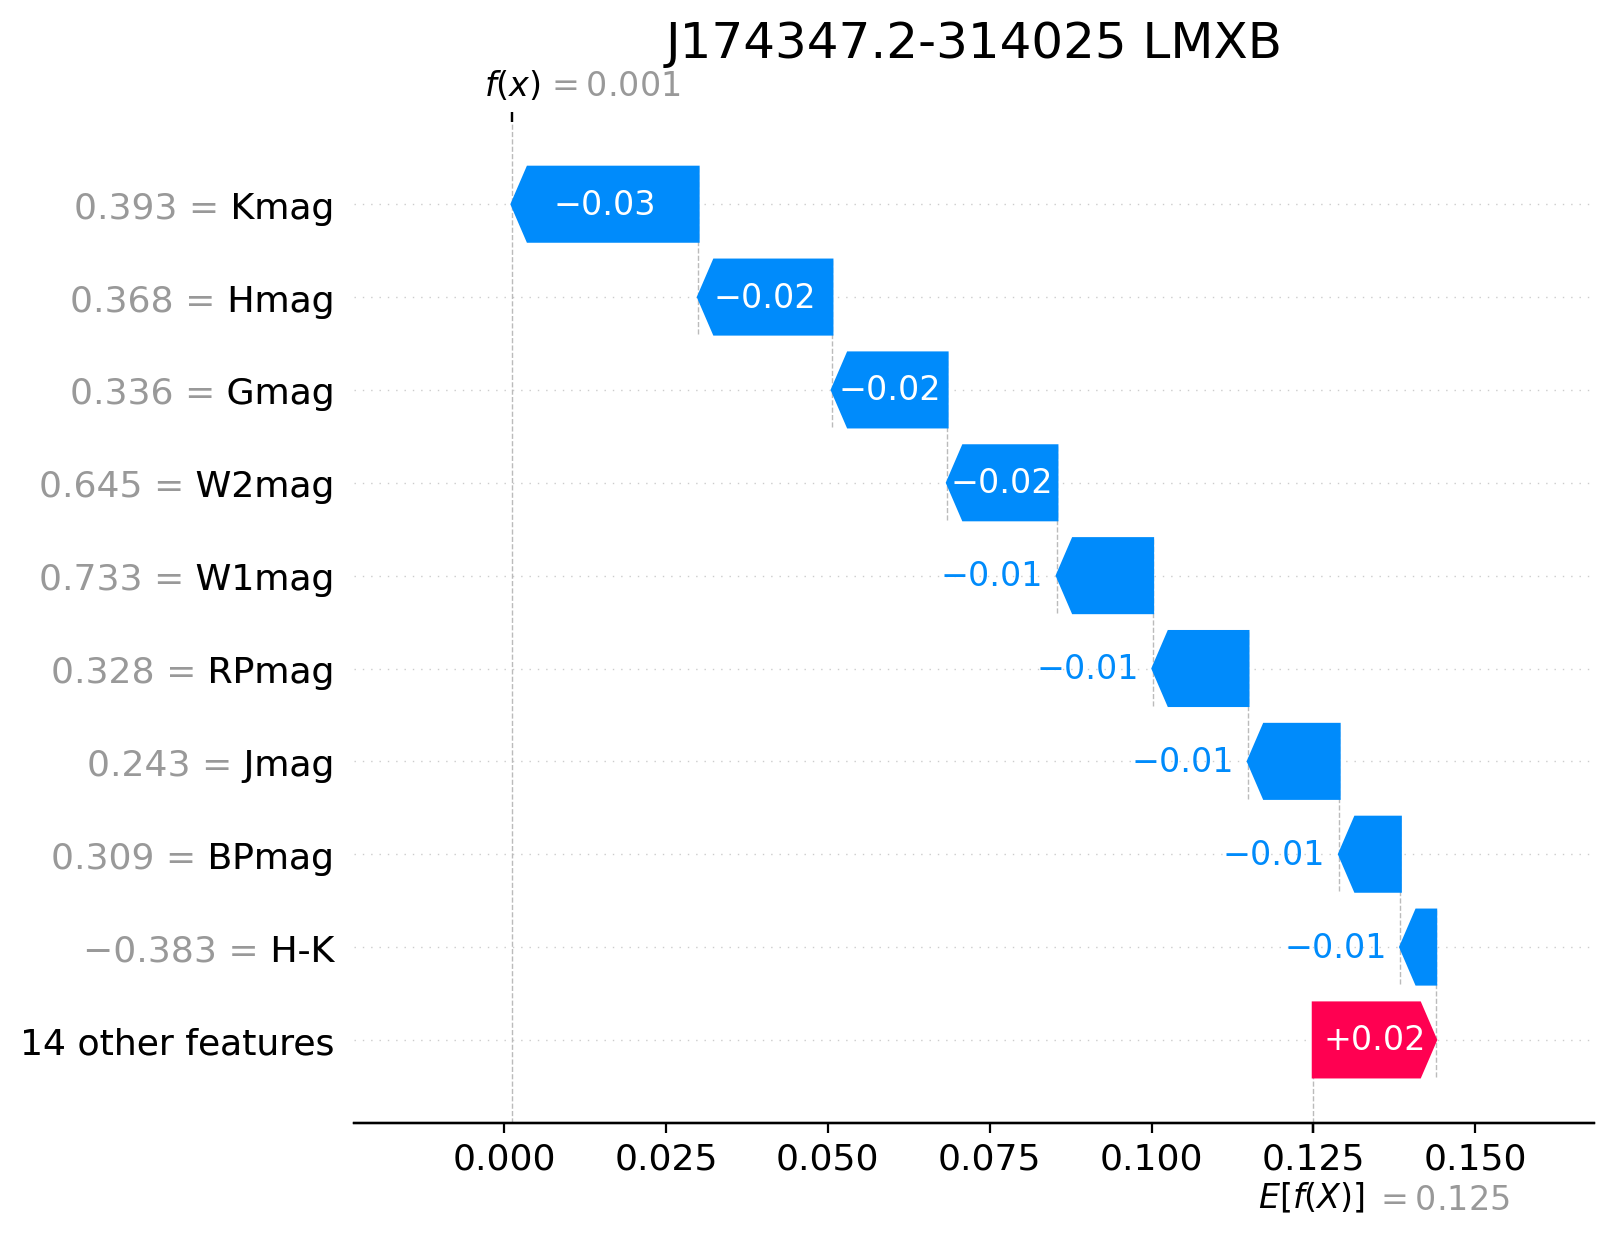 J174347.2-314025 LMXB
f(x) = 0.001
0.393 = Kmag −0.03
0.368 = Hmag −0.02
0.336 = Gmag −0.02
0.645 = W2mag −0.02
0.733 = W1mag −0.01
0.328 = RPmag −0.01
0.243 = Jmag −0.01
0.309 = BPmag −0.01
−0.383 = H-K −0.01
14 other features +0.02
0.000 0.025 0.050 0.075 0.100 0.125 0.150
E[f(X)] = 0.125